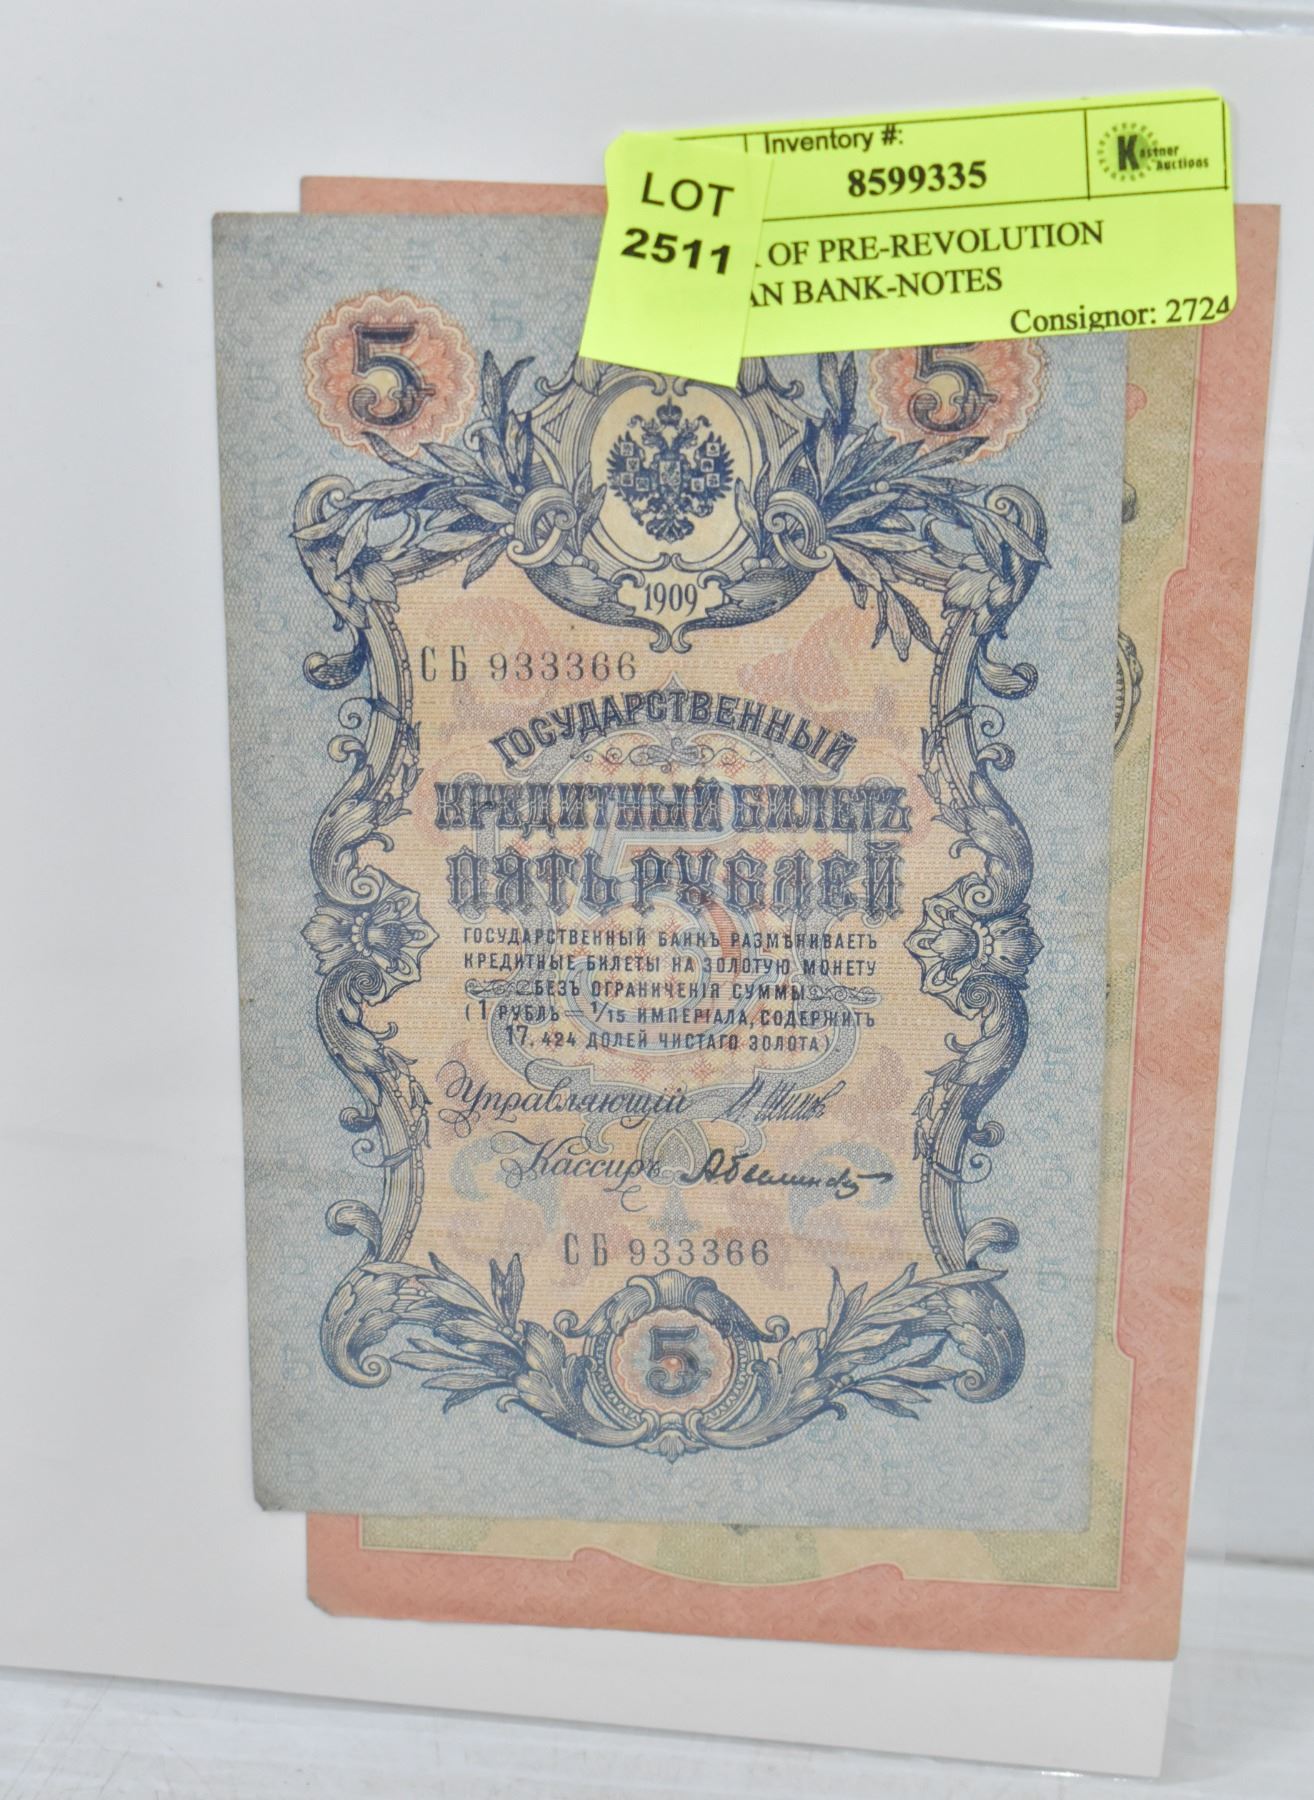 Inventory #:
8599335
Kastner
Auctions
LOT
2511
OF PRE-REVOLUTION
BANK-NOTES
Consignor: 2724
5
5
1909
СБ 933366
ГОСУДАРСТВЕННЫЙ
КРЕДИТНЫЙ БИЛЕТЪ
ПЯТЬ РУБЛЕЙ
ГОСУДАРСТВЕННЫЙ БАНКЪ РАЗМѢНИВАЕТЪ
КРЕДИТНЫЕ БИЛЕТЫ НА ЗОЛОТУЮ МОНЕТУ
БЕЗЪ ОГРАНИЧЕНІЯ СУММЫ
(1 РУБЛЬ = 1/15 ИМПЕРІАЛА, СОДЕРЖИТЪ
17,424 ДОЛЕЙ ЧИСТАГО ЗОЛОТА).
Управляющій
Кассиръ
СБ 933366
5